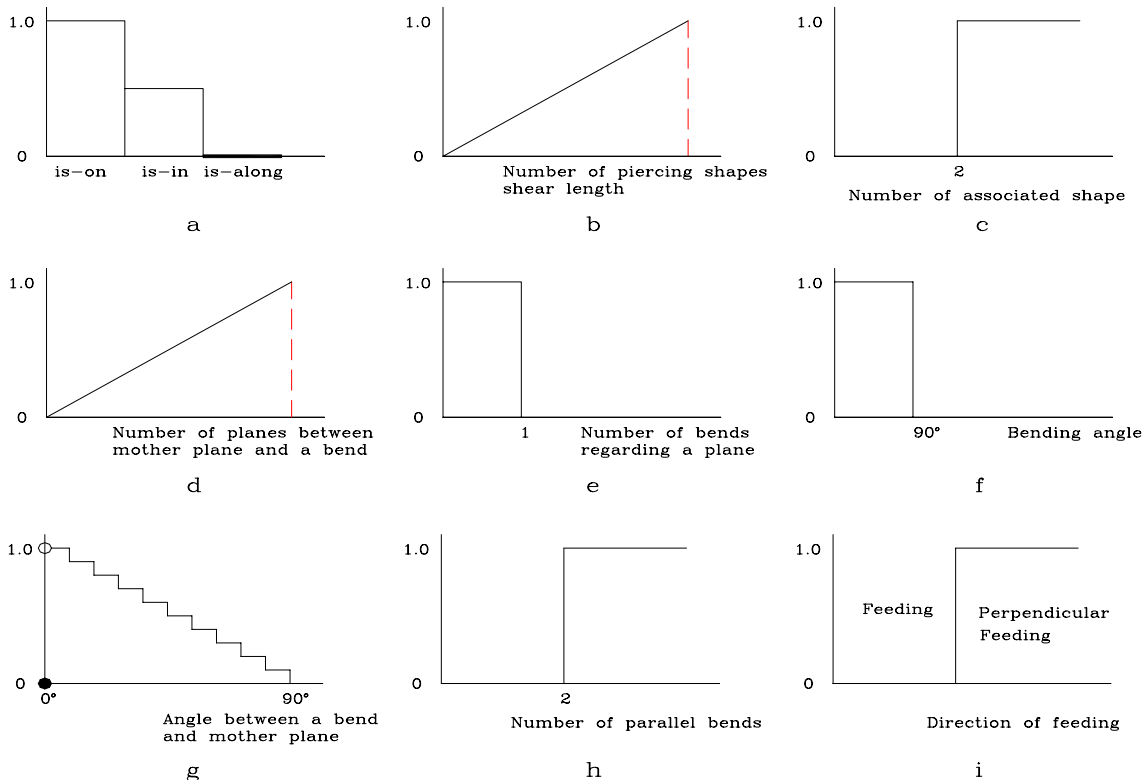 1.0
0
is-on is-in is-along
a
1.0
0
Number of piercing shapes
shear length
b
1.0
0
2
Number of associated shape
c
1.0
0
Number of planes between
mother plane and a bend
d
1.0
0
1 Number of bends
regarding a plane
e
1.0
0
90° Bending angle
f
1.0
0
0° 90°
Angle between a bend
and mother plane
g
1.0
0
2
Number of parallel bends
h
1.0
Feeding
Perpendicular
Feeding
0
Direction of feeding
i